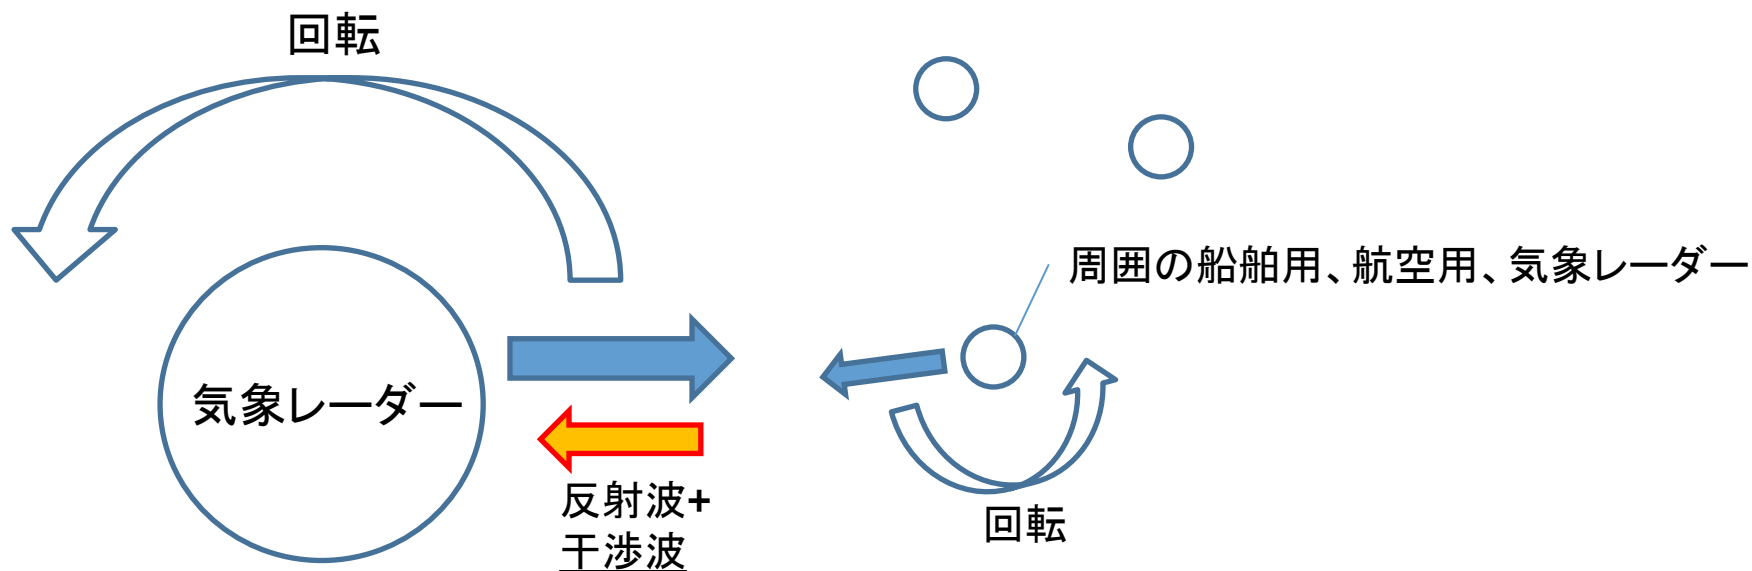 回転
周囲の船舶用、航空用、気象レーダー
気象レーダー
反射波+
干渉波
回転